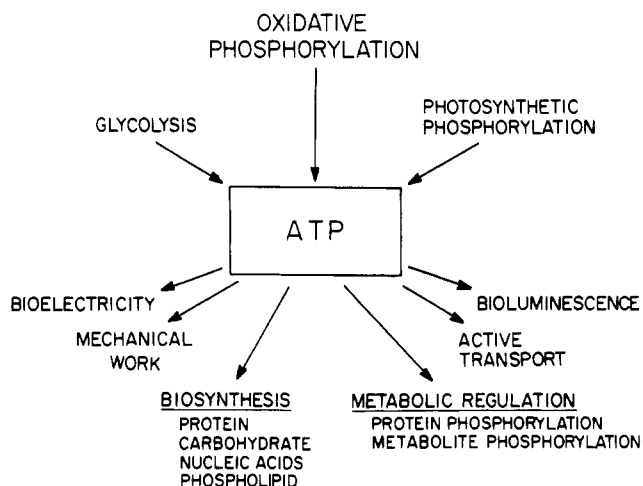 OXIDATIVE
PHOSPHORYLATION
GLYCOLYSIS
PHOTOSYNTHETIC
PHOSPHORYLATION
ATP
BIOELECTRICITY
BIOLUMINESCENCE
MECHANICAL
WORK
ACTIVE
TRANSPORT
BIOSYNTHESIS
PROTEIN
CARBOHYDRATE
NUCLEIC ACIDS
PHOSPHOLIPID
METABOLIC REGULATION
PROTEIN PHOSPHORYLATION
METABOLITE PHOSPHORYLATION